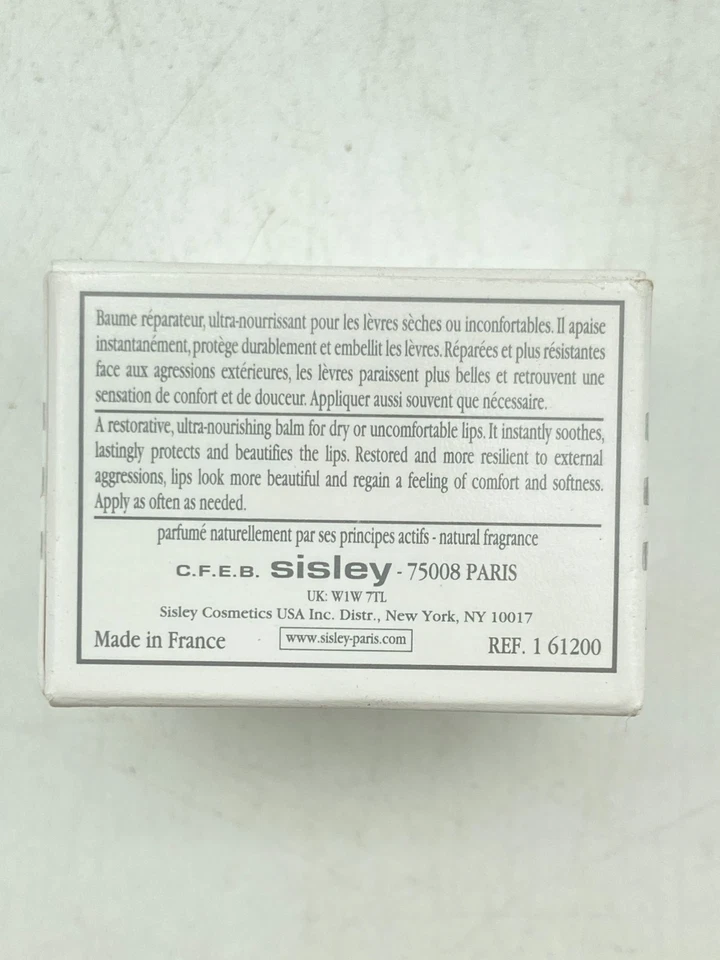 Baume réparateur, ultra-nourrissant pour les lèvres sèches ou inconfortables. Il apaise
instantanément, protège durablement et embellit les lèvres. Réparées et plus résistantes
face aux agressions extérieures, les lèvres paraissent plus belles et retrouvent une
sensation de confort et de douceur. Appliquer aussi souvent que nécessaire.
A restorative, ultra-nourishing balm for dry or uncomfortable lips. It instantly soothes,
lastingly protects and beautifies the lips. Restored and more resilient to external
aggressions, lips look more beautiful and regain a feeling of comfort and softness.
Apply as often as needed.
parfumé naturellement par ses principes actifs - natural fragrance
C.F.E.B. sisley - 75008 PARIS
UK: W1W 7TL
Sisley Cosmetics USA Inc. Distr., New York, NY 10017
Made in France www.sisley-paris.com REF. 1 61200